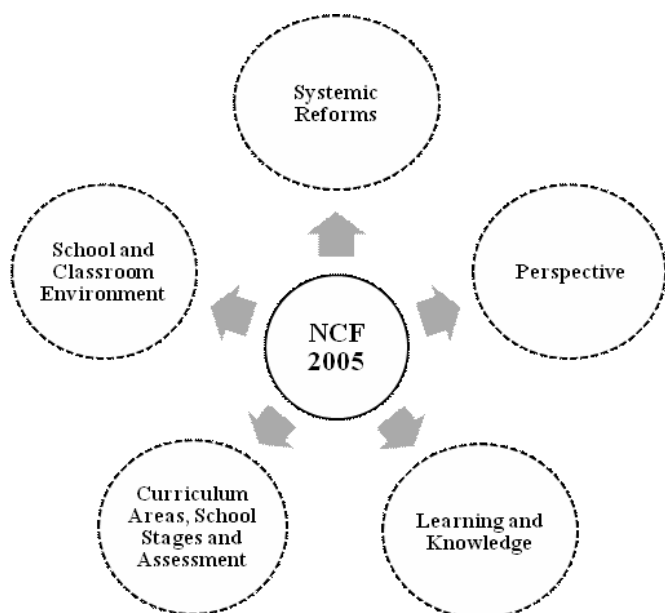 Systemic
Reforms
School and
Classroom
Environment
Perspective
NCF
2005
Curriculum
Areas, School
Stages and
Assessment
Learning and
Knowledge